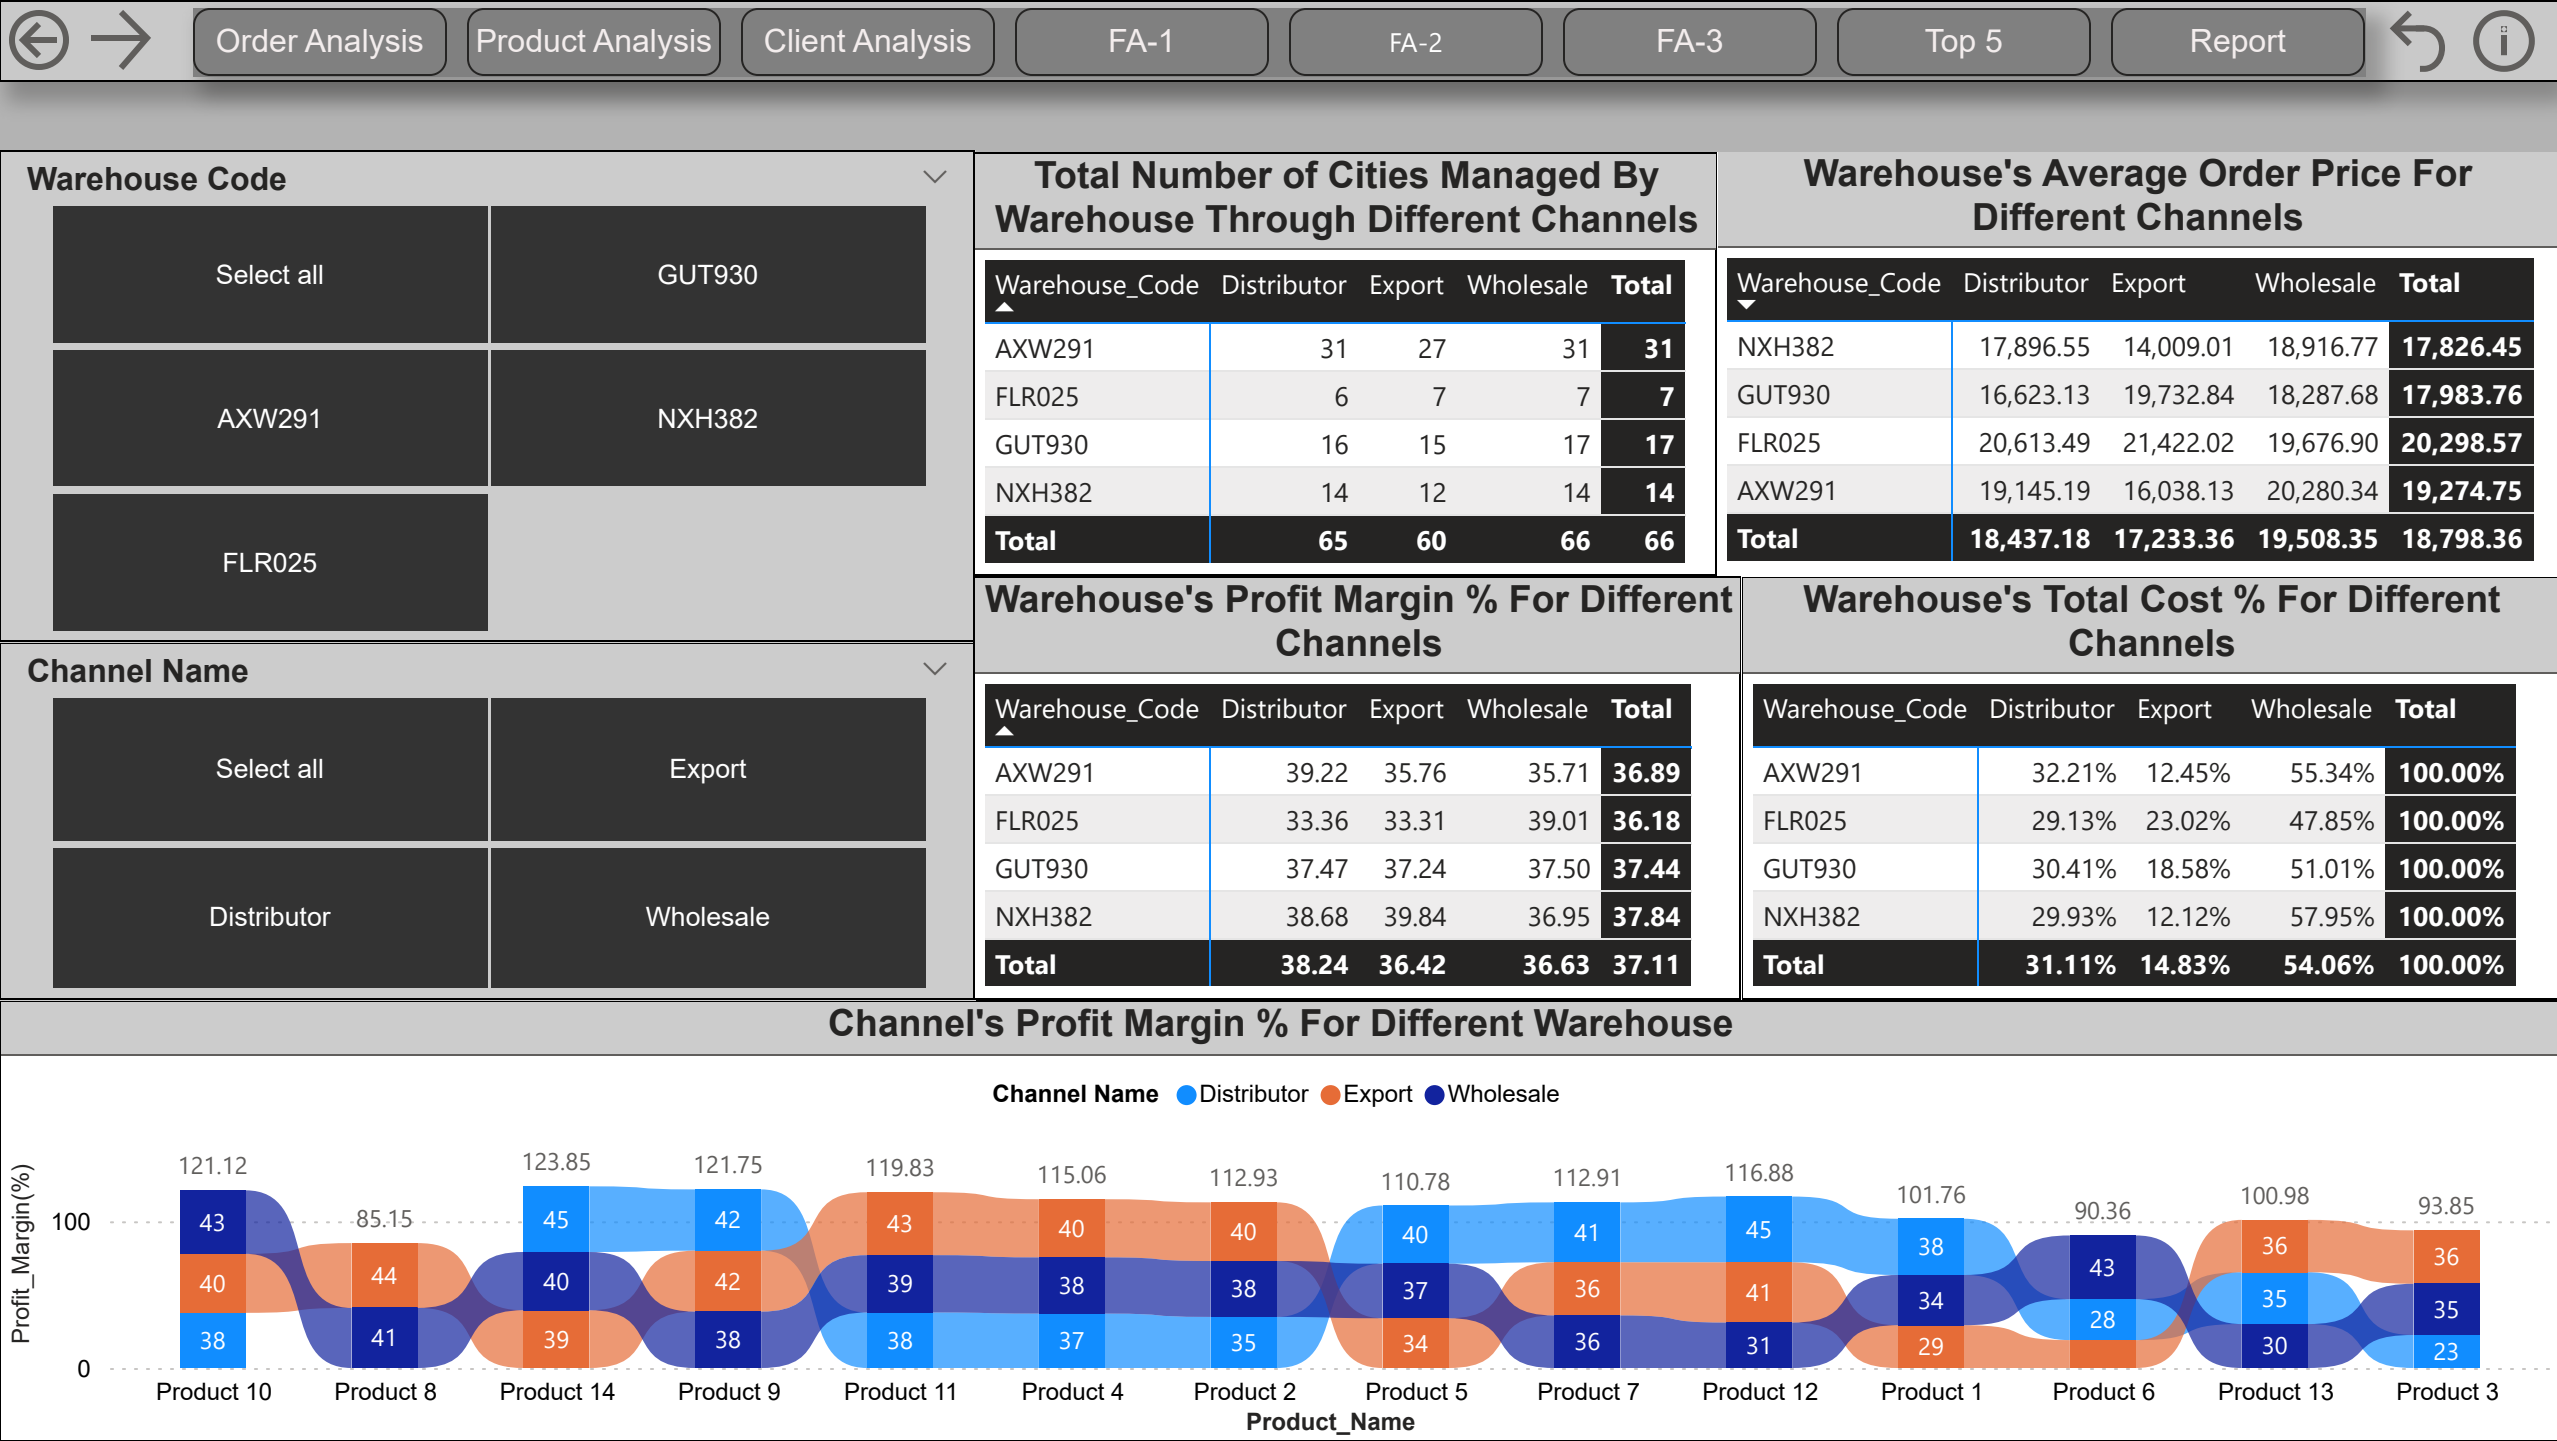 Order Analysis Product Analysis Client Analysis FA-1 FA-2 FA-3 Top 5 Report
Warehouse Code
Select all GUT930
AXW291 NXH382
FLR025
Channel Name
Select all Export
Distributor Wholesale
Total Number of Cities Managed By
Warehouse Through Different Channels
Warehouse_Code Distributor Export Wholesale Total
AXW291 31 27 31 31
FLR025 6 7 7 7
GUT930 16 15 17 17
NXH382 14 12 14 14
Total 65 60 66 66
Warehouse's Average Order Price For
Different Channels
Warehouse_Code Distributor Export Wholesale Total
NXH382 17,896.55 14,009.01 18,916.77 17,826.45
GUT930 16,623.13 19,732.84 18,287.68 17,983.76
FLR025 20,613.49 21,422.02 19,676.90 20,298.57
AXW291 19,145.19 16,038.13 20,280.34 19,274.75
Total 18,437.18 17,233.36 19,508.35 18,798.36
Warehouse's Profit Margin % For Different
Channels
Warehouse_Code Distributor Export Wholesale Total
AXW291 39.22 35.76 35.71 36.89
FLR025 33.36 33.31 39.01 36.18
GUT930 37.47 37.24 37.50 37.44
NXH382 38.68 39.84 36.95 37.84
Total 38.24 36.42 36.63 37.11
Warehouse's Total Cost % For Different
Channels
Warehouse_Code Distributor Export Wholesale Total
AXW291 32.21% 12.45% 55.34% 100.00%
FLR025 29.13% 23.02% 47.85% 100.00%
GUT930 30.41% 18.58% 51.01% 100.00%
NXH382 29.93% 12.12% 57.95% 100.00%
Total 31.11% 14.83% 54.06% 100.00%
Channel's Profit Margin % For Different Warehouse
Channel Name Distributor Export Wholesale
Profit_Margin(%)
100
0
121.12 85.15 123.85 121.75 119.83 115.06 112.93 110.78 112.91 116.88 101.76 90.36 100.98 93.85
43 45 42 43 40 40 40 41 45 38 43 36 36
40 44 40 42 39 38 38 37 36 41 34 28 35 35
38 41 39 38 38 37 35 34 36 31 29 30 23
Product 10 Product 8 Product 14 Product 9 Product 11 Product 4 Product 2 Product 5 Product 7 Product 12 Product 1 Product 6 Product 13 Product 3
Product_Name